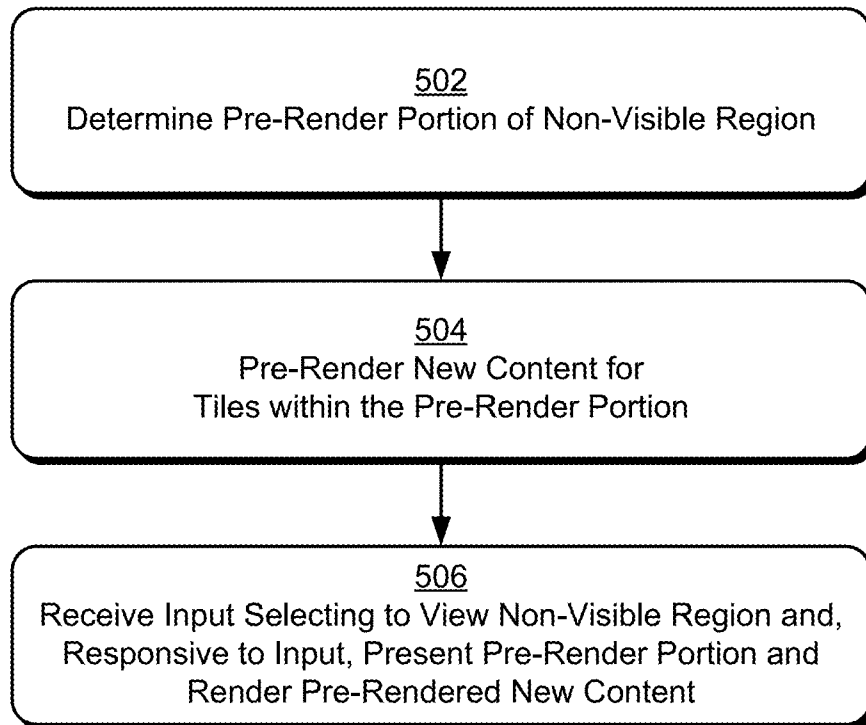 502
Determine Pre-Render Portion of Non-Visible Region
504
Pre-Render New Content for
Tiles within the Pre-Render Portion
506
Receive Input Selecting to View Non-Visible Region and,
Responsive to Input, Present Pre-Render Portion and
Render Pre-Rendered New Content